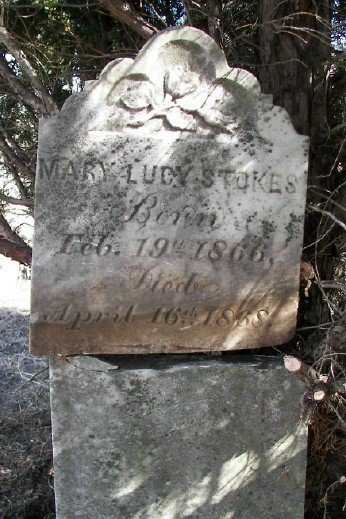 MARY LUCY STOKES
Born
Feb. 19th 1866,
Died
April 16th 1868.